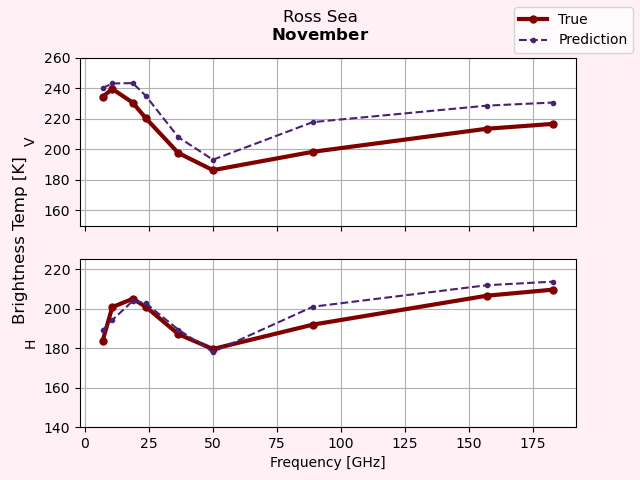 Ross Sea
November
True
Prediction
260
240
220
200
180
160
V
Brightness Temp [K]
220
200
180
160
140
H
0
25
50
75
100
125
150
175
Frequency [GHz]